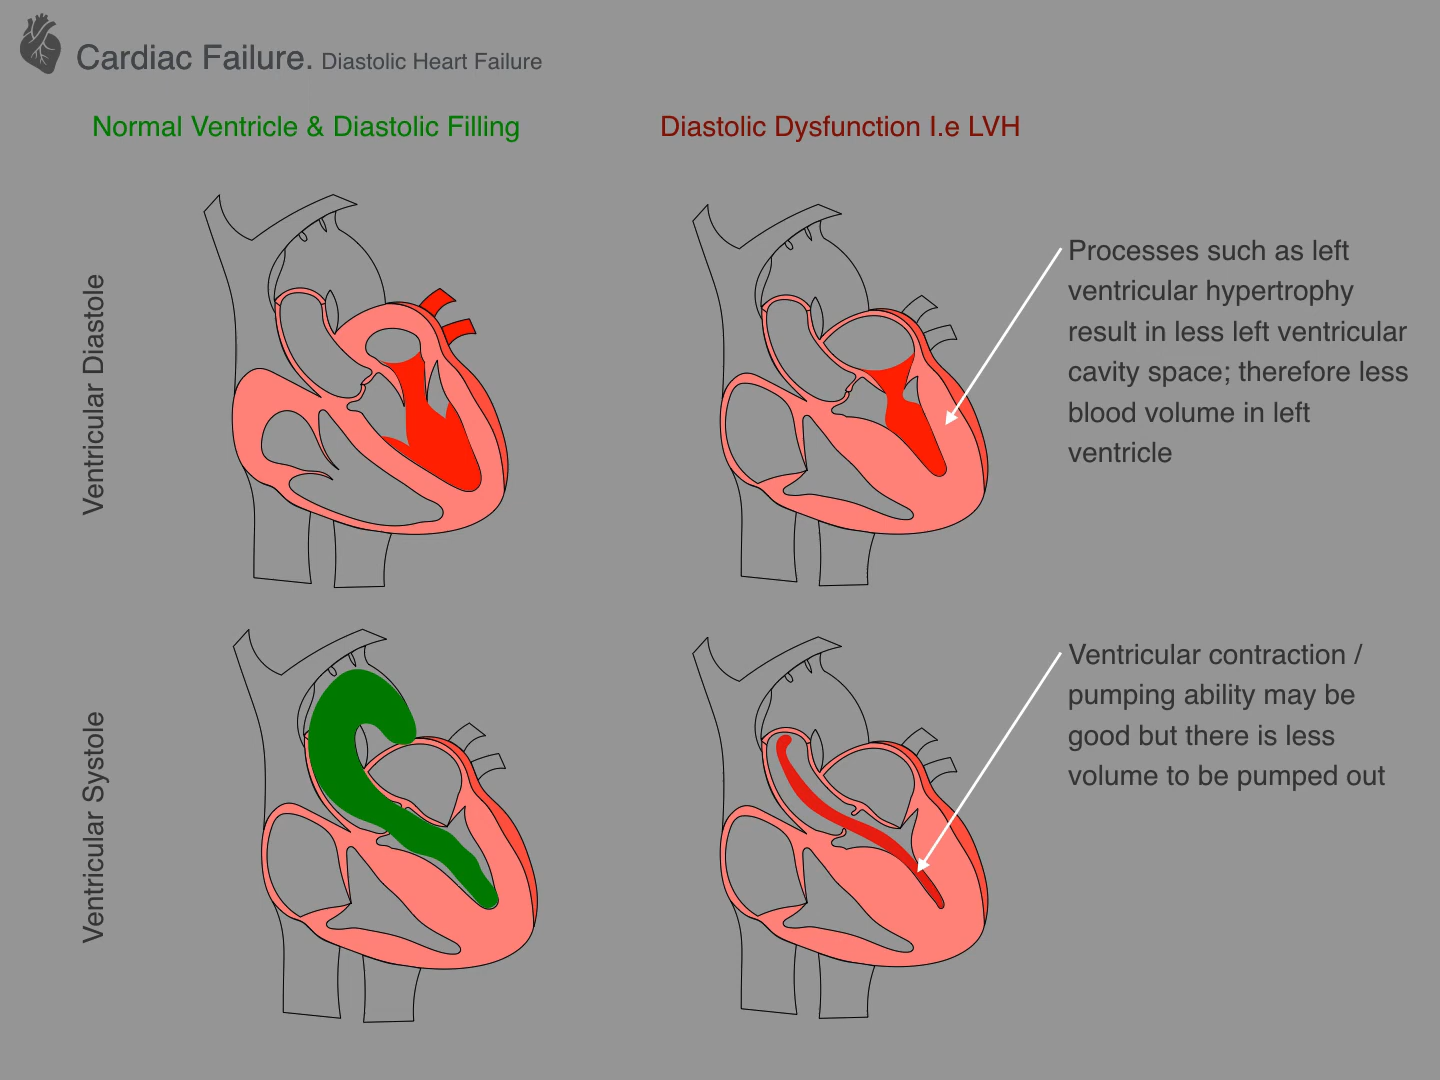 Cardiac Failure. Diastolic Heart Failure
Normal Ventricle & Diastolic Filling
Diastolic Dysfunction I.e LVH
Ventricular Diastole
Processes such as left
ventricular hypertrophy
result in less left ventricular
cavity space; therefore less
blood volume in left
ventricle
Ventricular Systole
Ventricular contraction /
pumping ability may be
good but there is less
volume to be pumped out